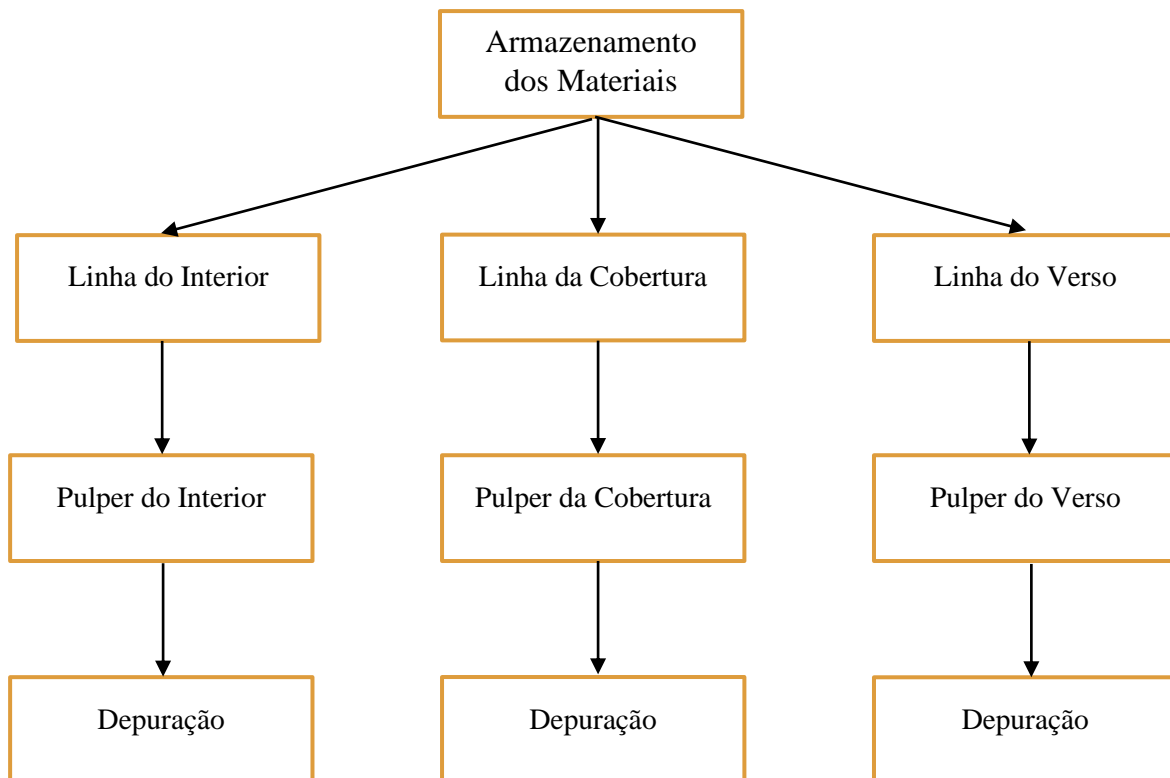 Armazenamento
dos Materiais
Linha do Interior
Linha da Cobertura
Linha do Verso
Pulper do Interior
Pulper da Cobertura
Pulper do Verso
Depuração
Depuração
Depuração